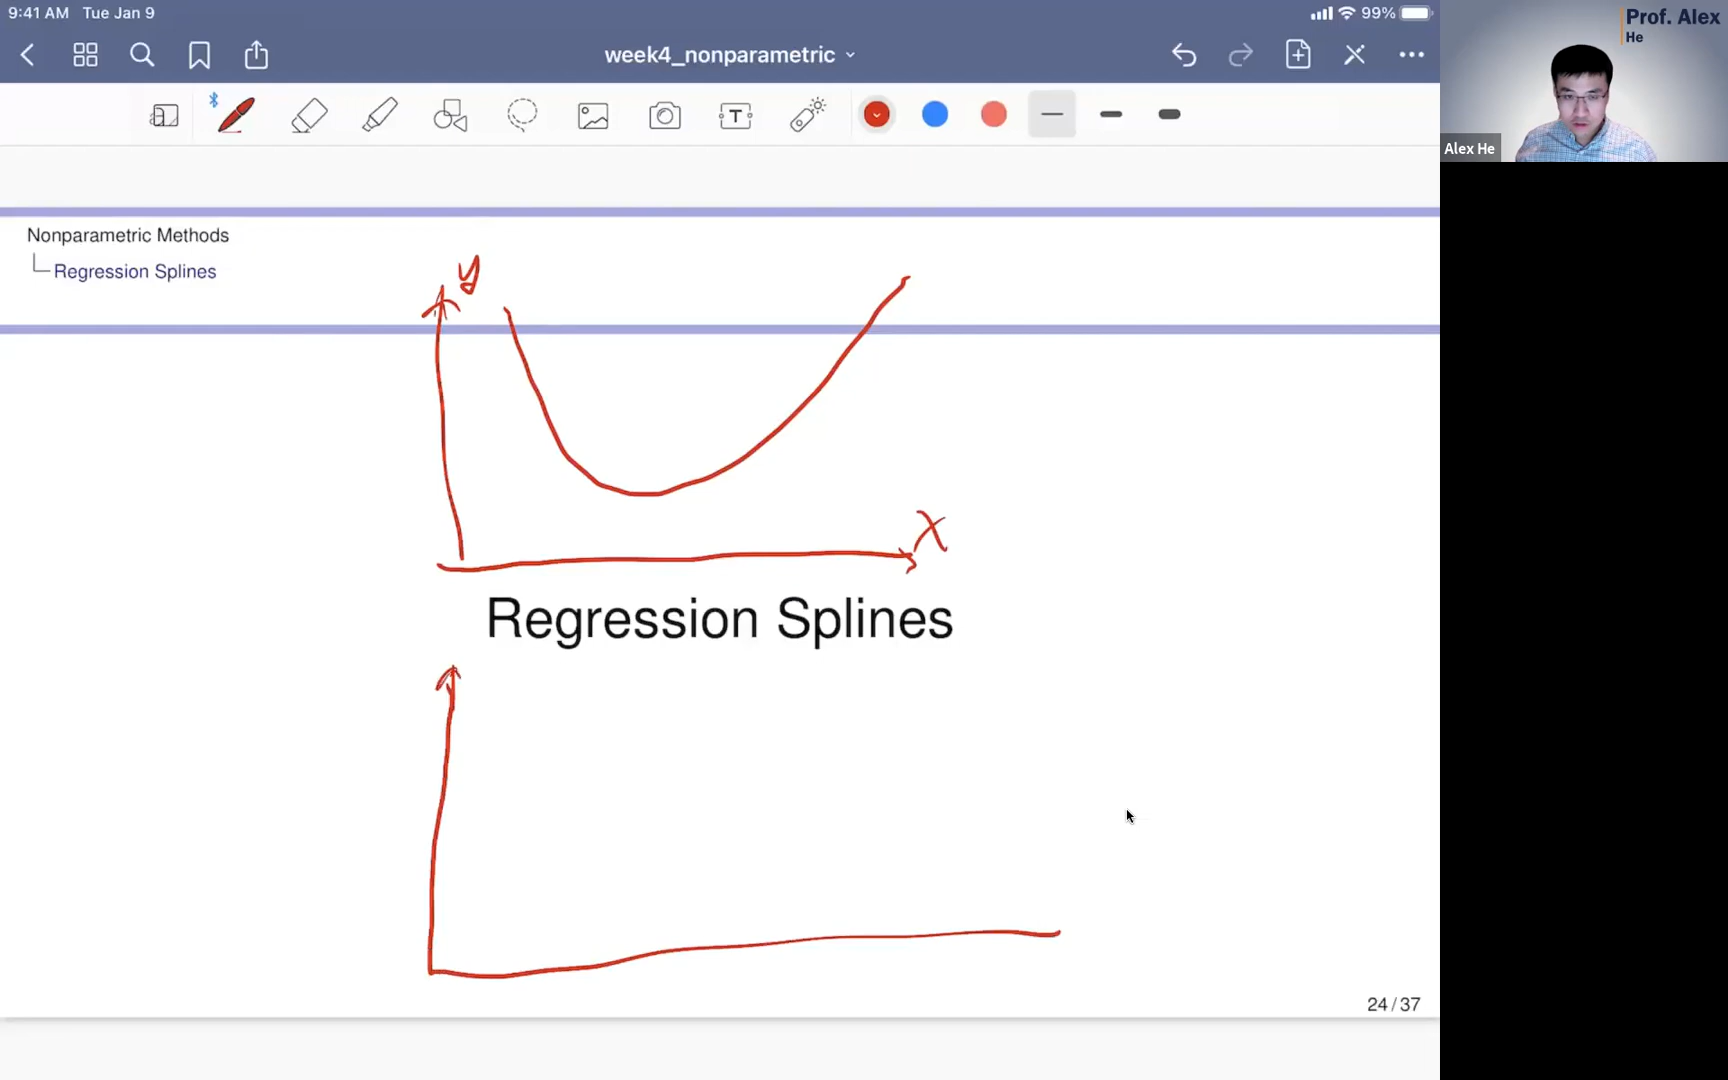 9:41 AM Tue Jan 9
99%
week4_nonparametric
T
Prof. Alex
He
Alex He
Nonparametric Methods
Regression Splines
y
x
Regression Splines
24/37